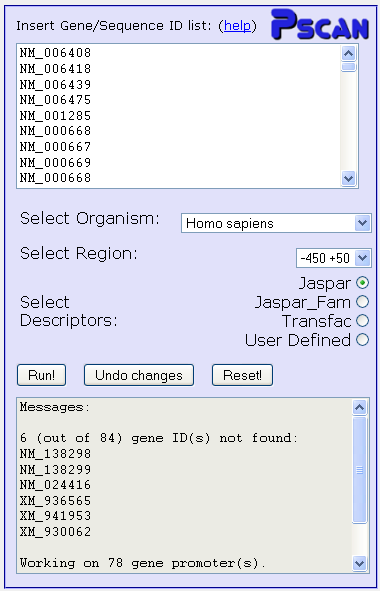 Insert Gene/Sequence ID list: (help) PSCAN
NM_006408
NM_006418
NM_006439
NM_006475
NM_001285
NM_000668
NM_000667
NM_000669
NM_000668
Select Organism: Homo sapiens
Select Region: -450 +50
Select Descriptors:
Jaspar
Jaspar_Fam
Transfac
User Defined
Run! Undo changes Reset!
Messages:
6 (out of 84) gene ID(s) not found:
NM_138298
NM_138299
NM_024416
XM_936565
XM_941953
XM_930062
Working on 78 gene promoter(s).